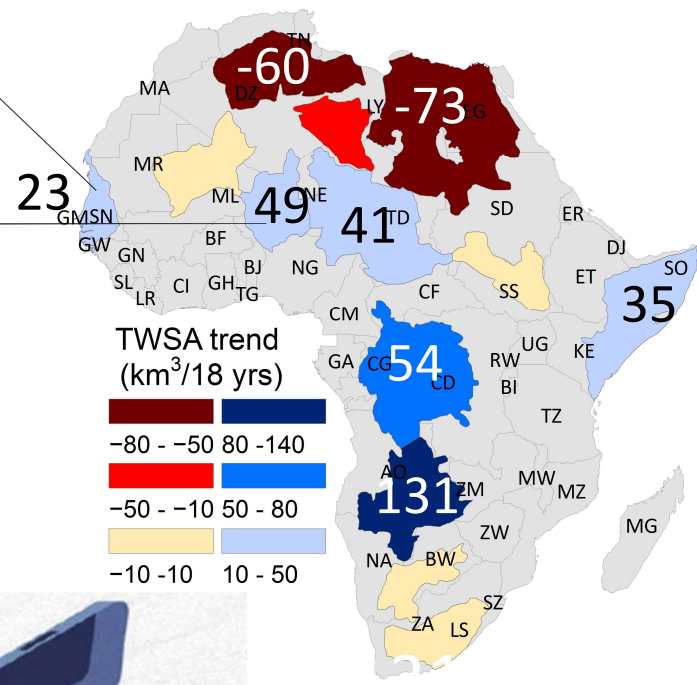 TN
-60
MA
DZ
LY
-73
EG
MR
23
ML
49
NE
41
TD
GMSN
SD
ER
GW
BF
DJ
GN
BJ
NG
SO
SL
CI
GH
TG
CF
SS
ET
LR
35
CM
TWSA trend
(km³/18 yrs)
GA
CG
54
CD
UG
RW
KE
BI
−80 - −50 80 -140
TZ
−50 - −10 50 - 80
AO
131
ZM
MW
MZ
MG
ZW
−10 -10 10 - 50
NA
BW
SZ
ZA
LS